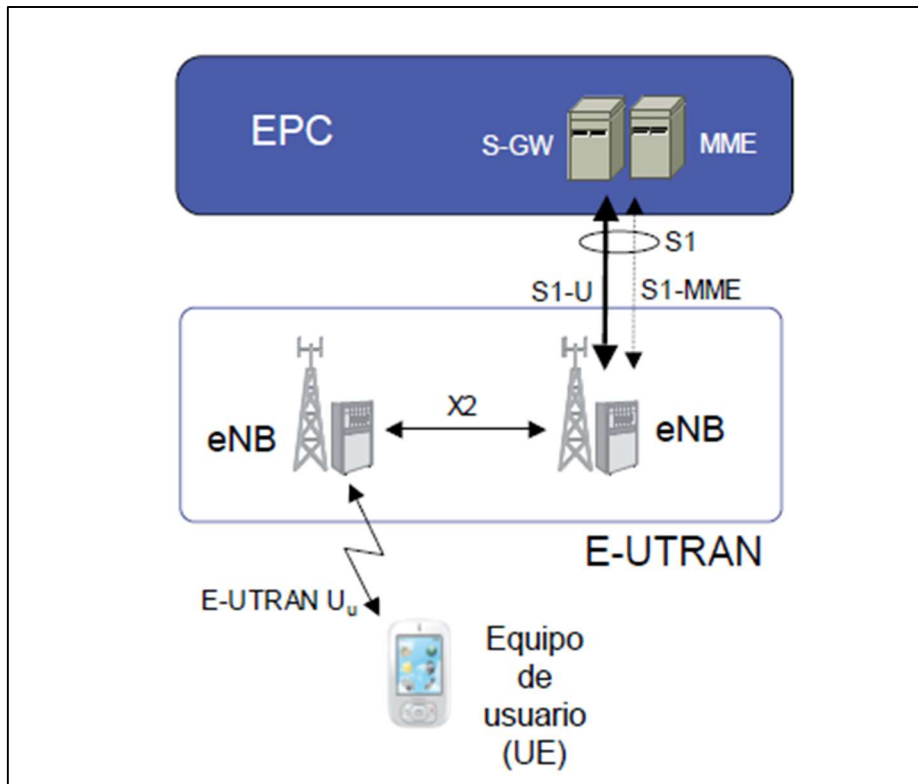 EPC
S-GW
MME
S1
S1-U
S1-MME
X2
eNB
eNB
E-UTRAN
E-UTRAN Uu
Equipo
de
usuario
(UE)